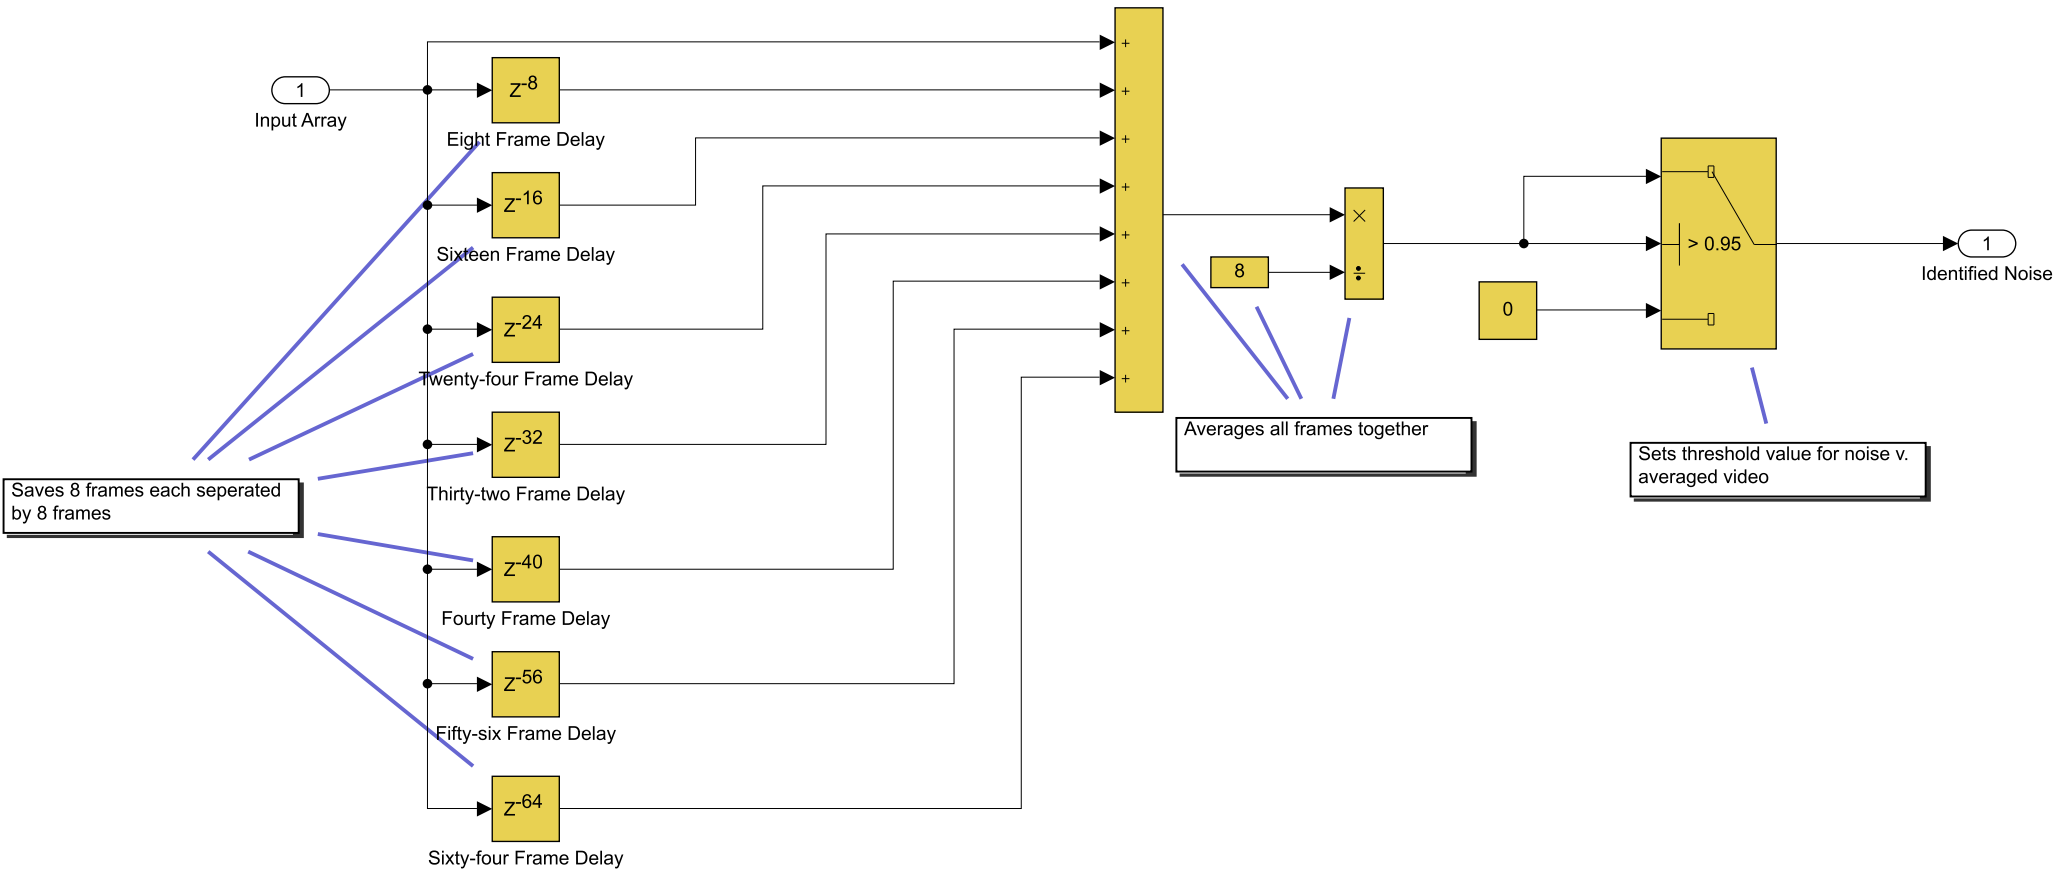 1
Input Array
Z-8
Eight Frame Delay
Z-16
Sixteen Frame Delay
Z-24
Twenty-four Frame Delay
Z-32
Thirty-two Frame Delay
Z-40
Fourty Frame Delay
Z-56
Fifty-six Frame Delay
Z-64
Sixty-four Frame Delay
Saves 8 frames each seperated
by 8 frames
+
+
+
+
+
+
+
+
×
÷
8
Averages all frames together
0
> 0.95
Sets threshold value for noise v.
averaged video
1
Identified Noise